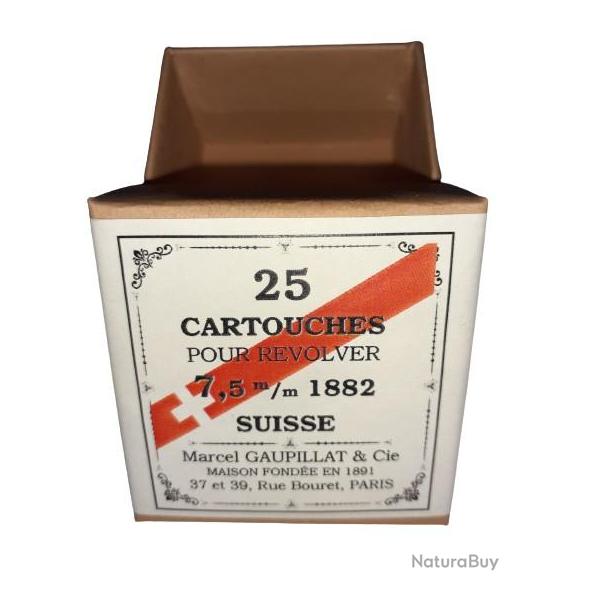 25
CARTOUCHES
POUR REVOLVER
7,5 m/m 1882
SUISSE
Marcel GAUPILLAT & Cie
MAISON FONDÉE EN 1891
37 et 39, Rue Bouret, PARIS
NaturaBuy